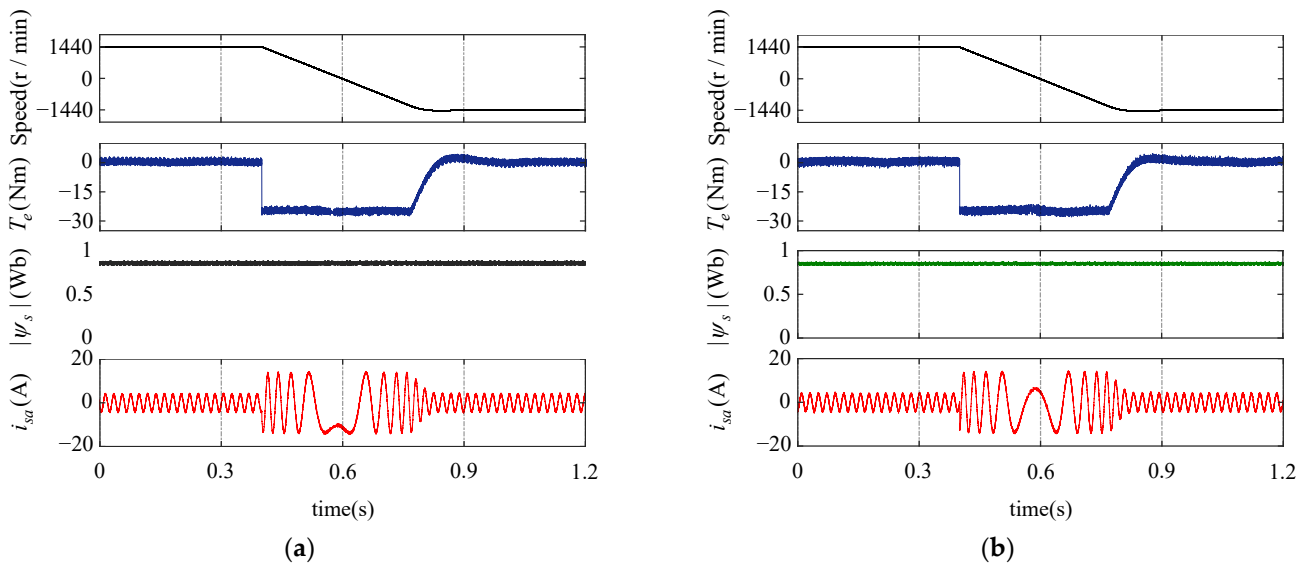 Speed(r / min)
1440
0
−1440
T_e(Nm)
0
−15
−30
|ψ_s|(Wb)
1
0.5
0
i_sa(A)
20
0
−20
0 0.3 0.6 0.9 1.2
time(s)
(a)
Speed(r / min)
1440
0
−1440
T_e(Nm)
0
−15
−30
|ψ_s|(Wb)
1
0.5
0
i_sa(A)
20
0
−20
0 0.3 0.6 0.9 1.2
time(s)
(b)